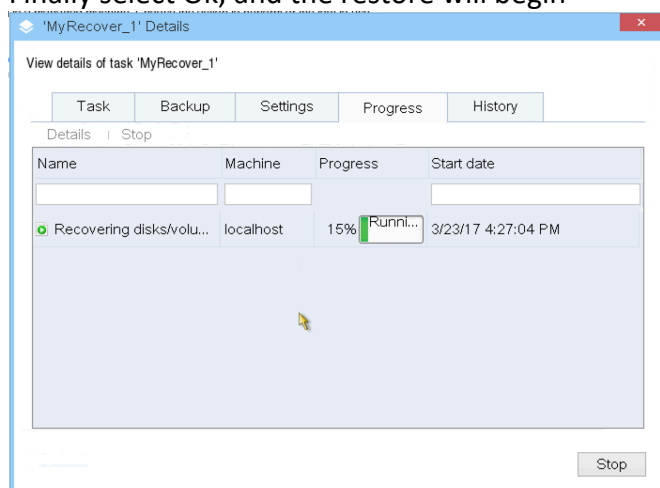 Finally select Ok, and the restore will begin
'MyRecover_1' Details
View details of task 'MyRecover_1'
Task Backup Settings Progress History
Details Stop
Name Machine Progress Start date
Recovering disks/volu... localhost 15% Runni... 3/23/17 4:27:04 PM
Stop